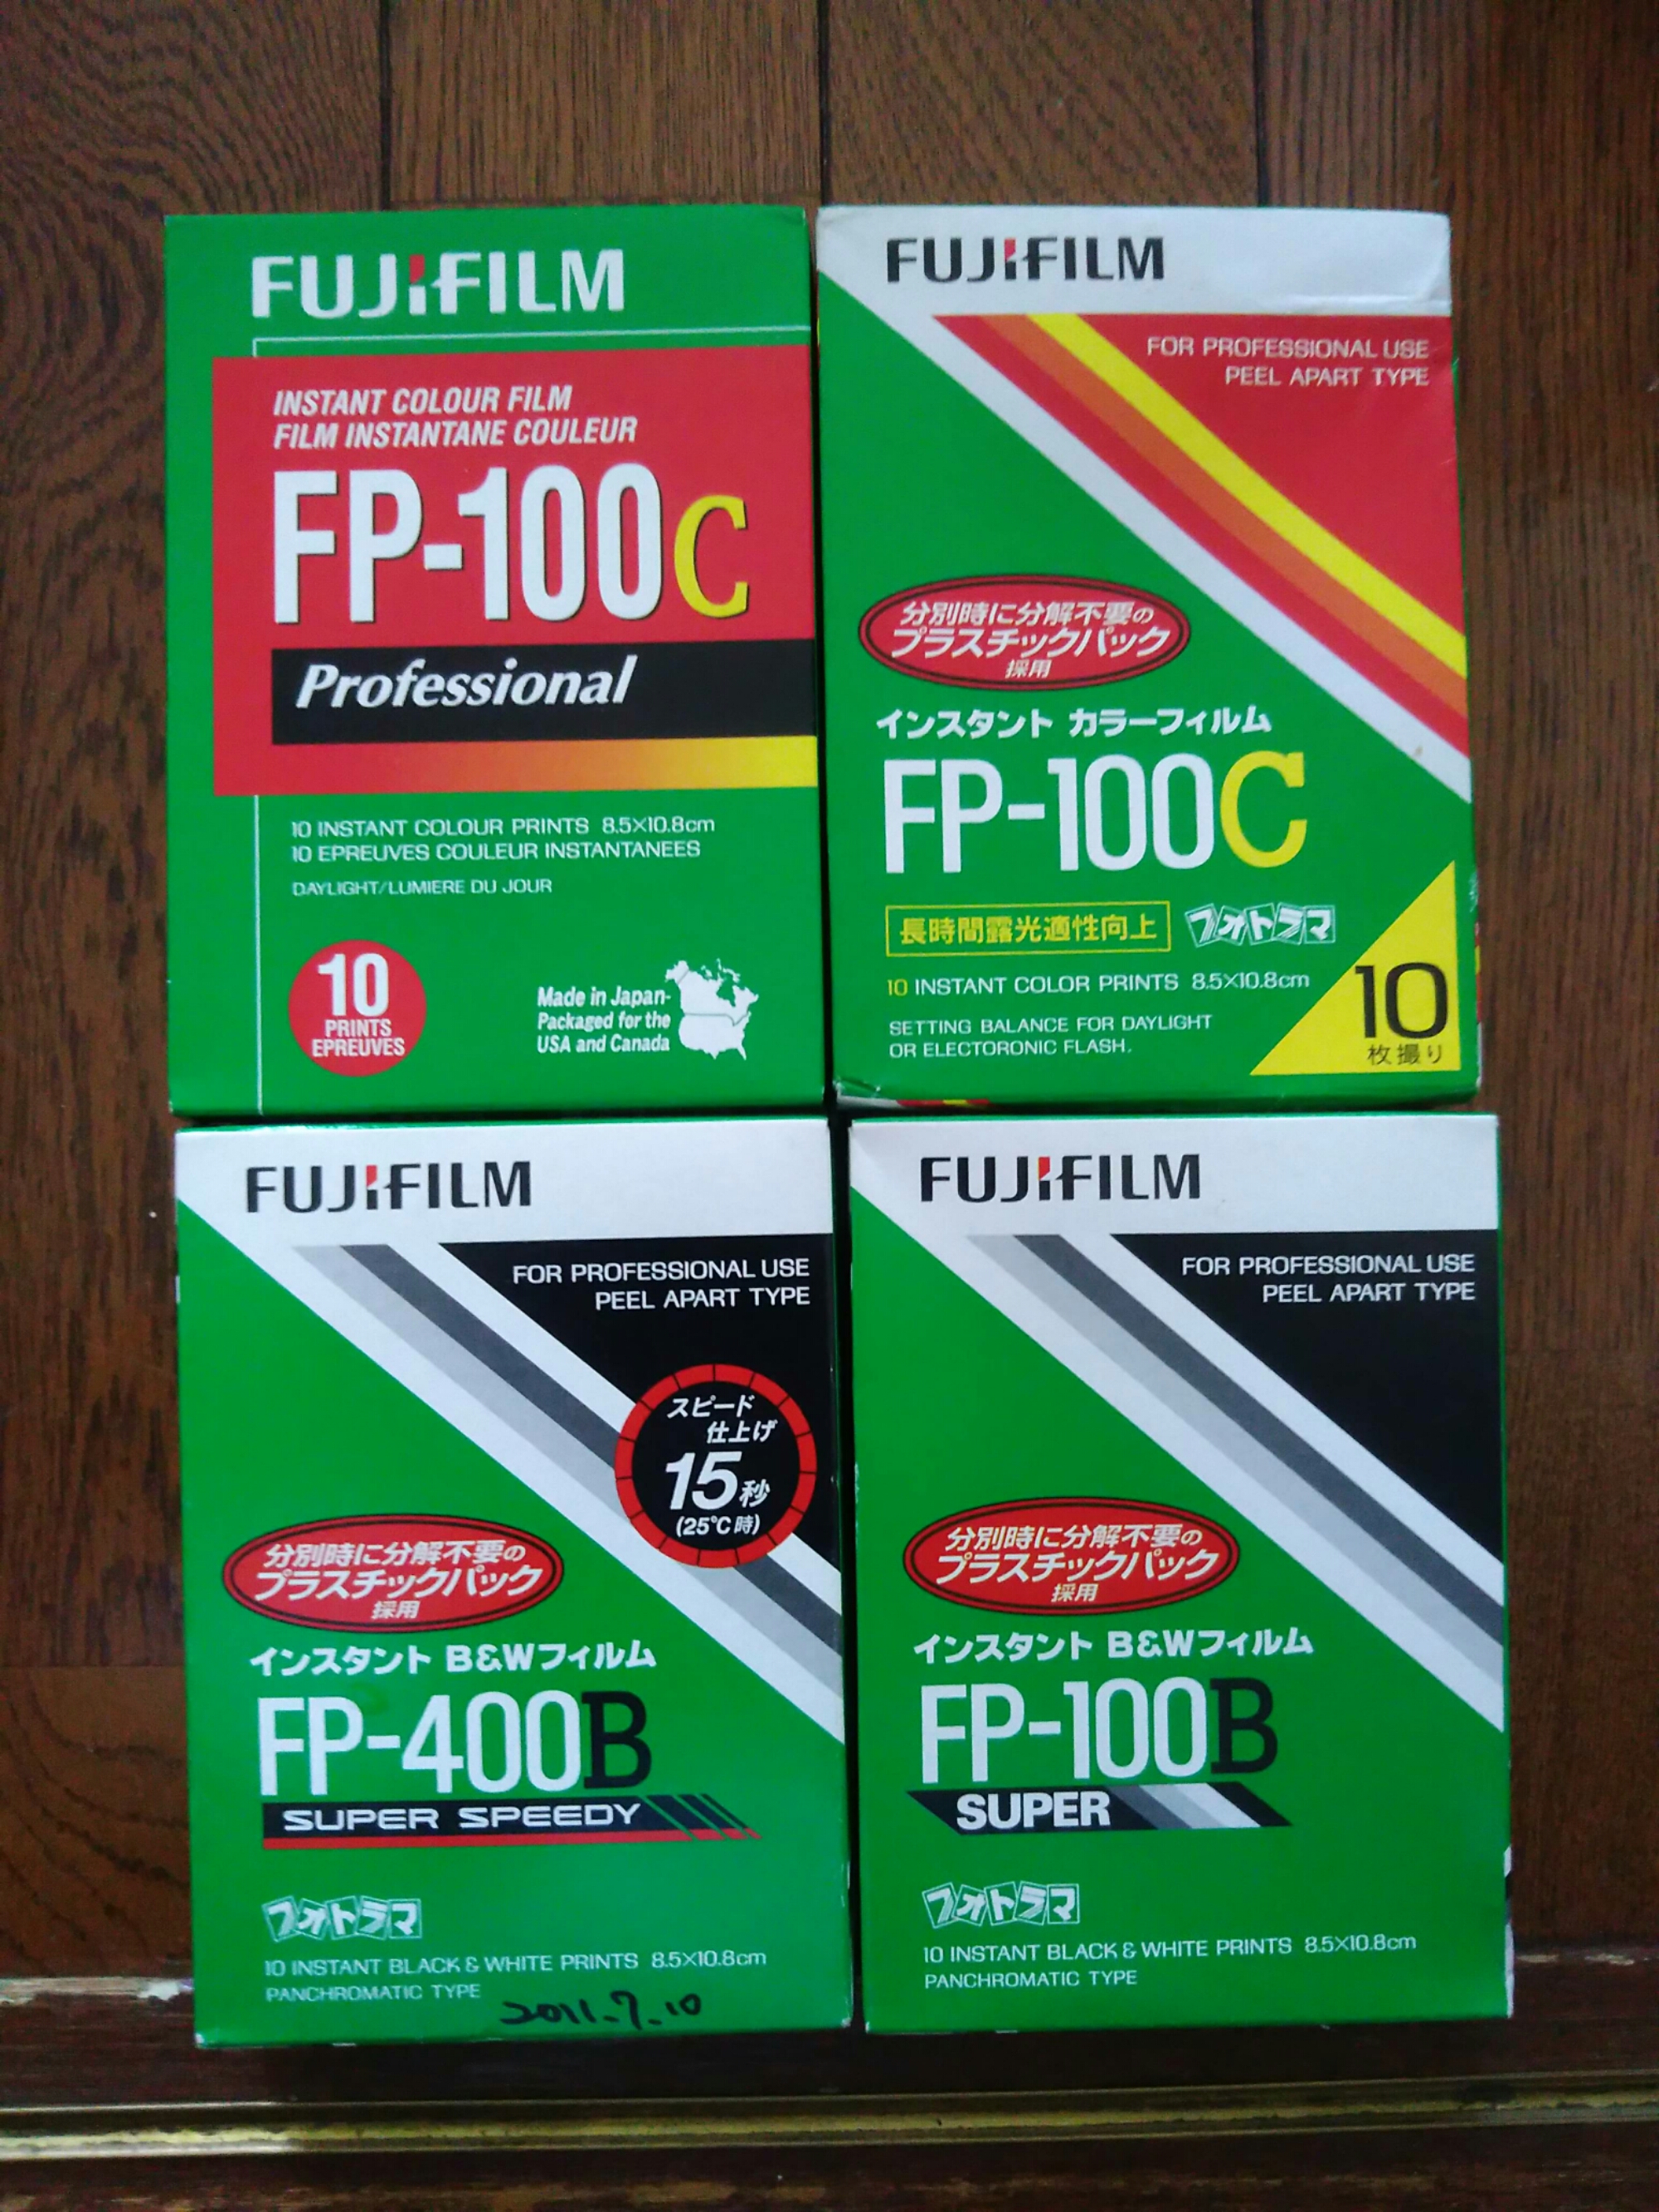 FUJIFILM
INSTANT COLOUR FILM
FILM INSTANTANE COULEUR
FP-100C
Professional
10 INSTANT COLOUR PRINTS 8.5×10.8cm
10 EPREUVES COULEUR INSTANTANEES
DAYLIGHT/LUMIERE DU JOUR
10
PRINTS
EPREUVES
Made in Japan-
Packaged for the
USA and Canada
FUJIFILM
FOR PROFESSIONAL USE
PEEL APART TYPE
分別時に分解不要の
プラスチックパック
採用
インスタント カラーフィルム
FP-100C
長時間露光適性向上 フォトラマ
10 INSTANT COLOR PRINTS 8.5×10.8cm
SETTING BALANCE FOR DAYLIGHT
OR ELECTORONIC FLASH.
10
枚撮り
FUJIFILM
FOR PROFESSIONAL USE
PEEL APART TYPE
スピード
仕上げ
15秒
(25℃時)
分別時に分解不要の
プラスチックパック
採用
インスタント B&Wフィルム
FP-400B
SUPER SPEEDY
フォトラマ
10 INSTANT BLACK & WHITE PRINTS 8.5×10.8cm
PANCHROMATIC TYPE
2011.7.10
FUJIFILM
FOR PROFESSIONAL USE
PEEL APART TYPE
分別時に分解不要の
プラスチックパック
採用
インスタント B&Wフィルム
FP-100B
SUPER
フォトラマ
10 INSTANT BLACK & WHITE PRINTS 8.5×10.8cm
PANCHROMATIC TYPE